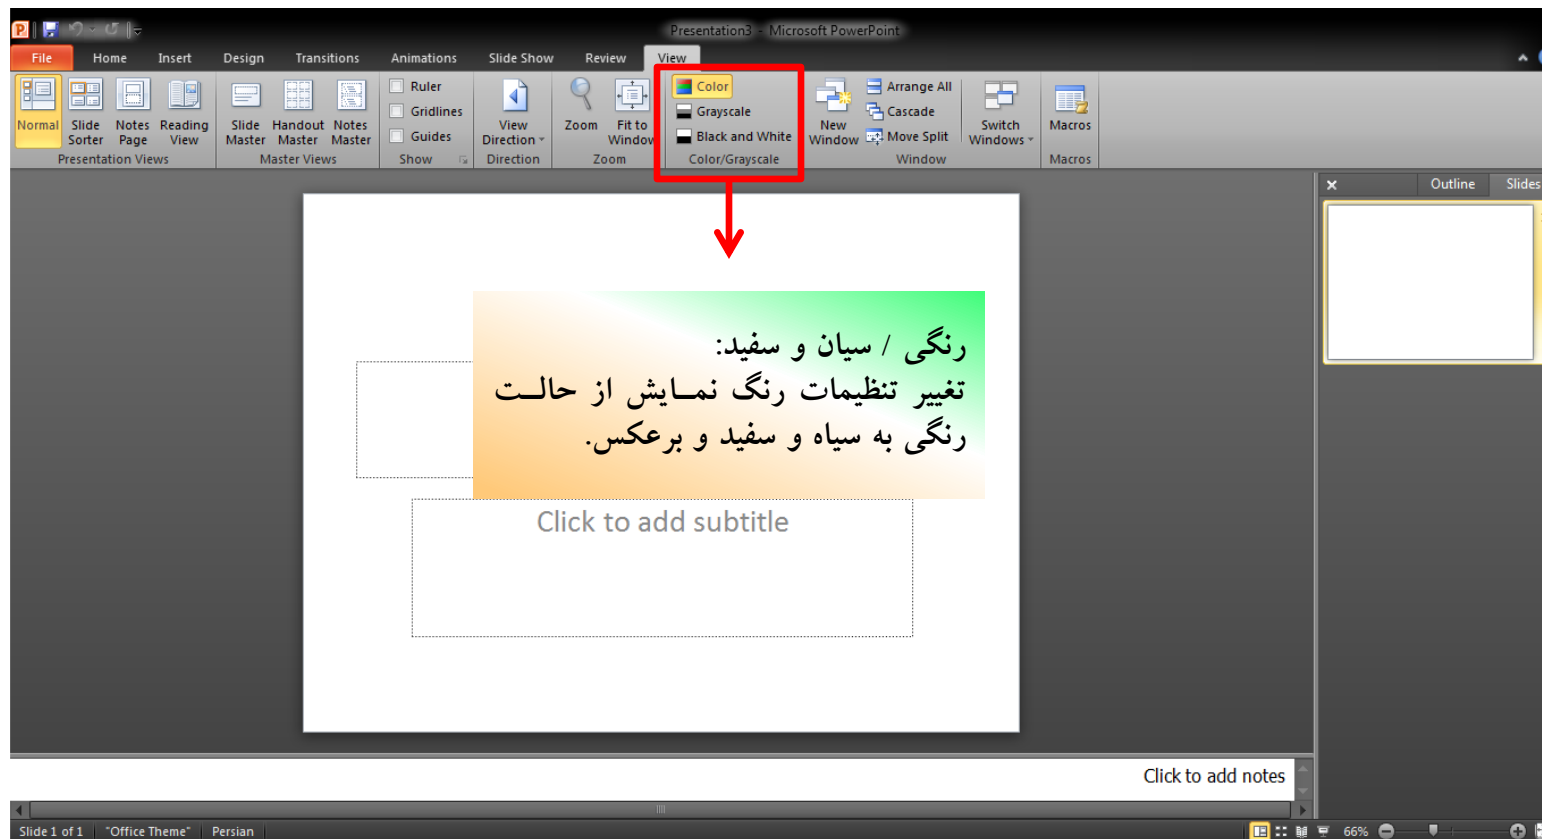 Presentation3 - Microsoft PowerPoint
File Home Insert Design Transitions Animations Slide Show Review View
Normal
Slide Sorter
Notes Page
Reading View
Presentation Views
Slide Master
Handout Master
Notes Master
Master Views
Ruler
Gridlines
Guides
Show
View Direction
Direction
Zoom
Fit to Window
Zoom
Color
Grayscale
Black and White
Color/Grayscale
New Window
Arrange All
Cascade
Move Split
Switch Windows
Window
Macros
Macros
Outline Slides
رنگی / سیان و سفید:
تغییر تنظیمات رنگ نمـایش از حالـت
رنگی به سیاه و سفید و برعکس.
Click to add subtitle
Click to add notes
Slide 1 of 1 "Office Theme" Persian 66%